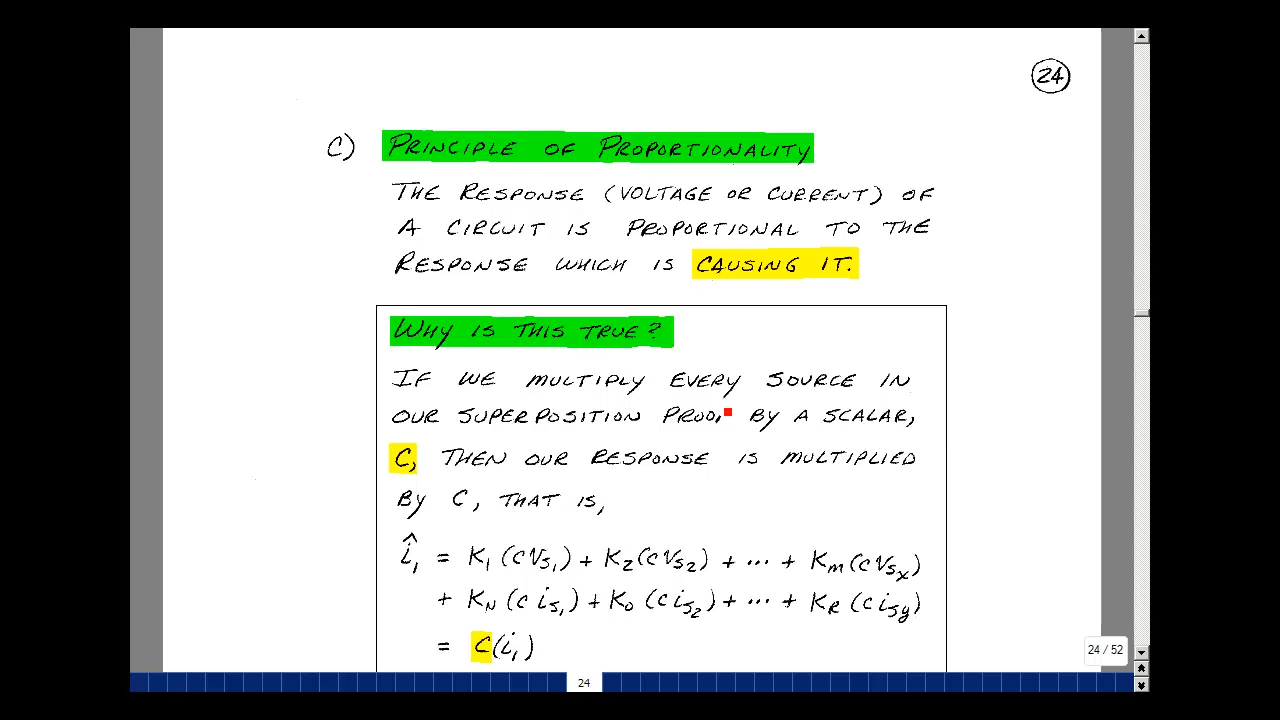 24
C) PRINCIPLE OF PROPORTIONALITY
THE RESPONSE (VOLTAGE OR CURRENT) OF
A CIRCUIT IS PROPORTIONAL TO THE
RESPONSE WHICH IS CAUSING IT.
WHY IS THIS TRUE?
IF WE MULTIPLY EVERY SOURCE IN
OUR SUPERPOSITION PROD. BY A SCALAR,
C, THEN OUR RESPONSE IS MULTIPLIED
BY C, THAT IS,
î₁ = K₁(cVs₁) + K₂(cVs₂) + ... + Km(cVsₓ)
+ KN(cis₁) + K₀(cis₂) + ... + KR(cisy)
= C(i₁)
24 / 52
24